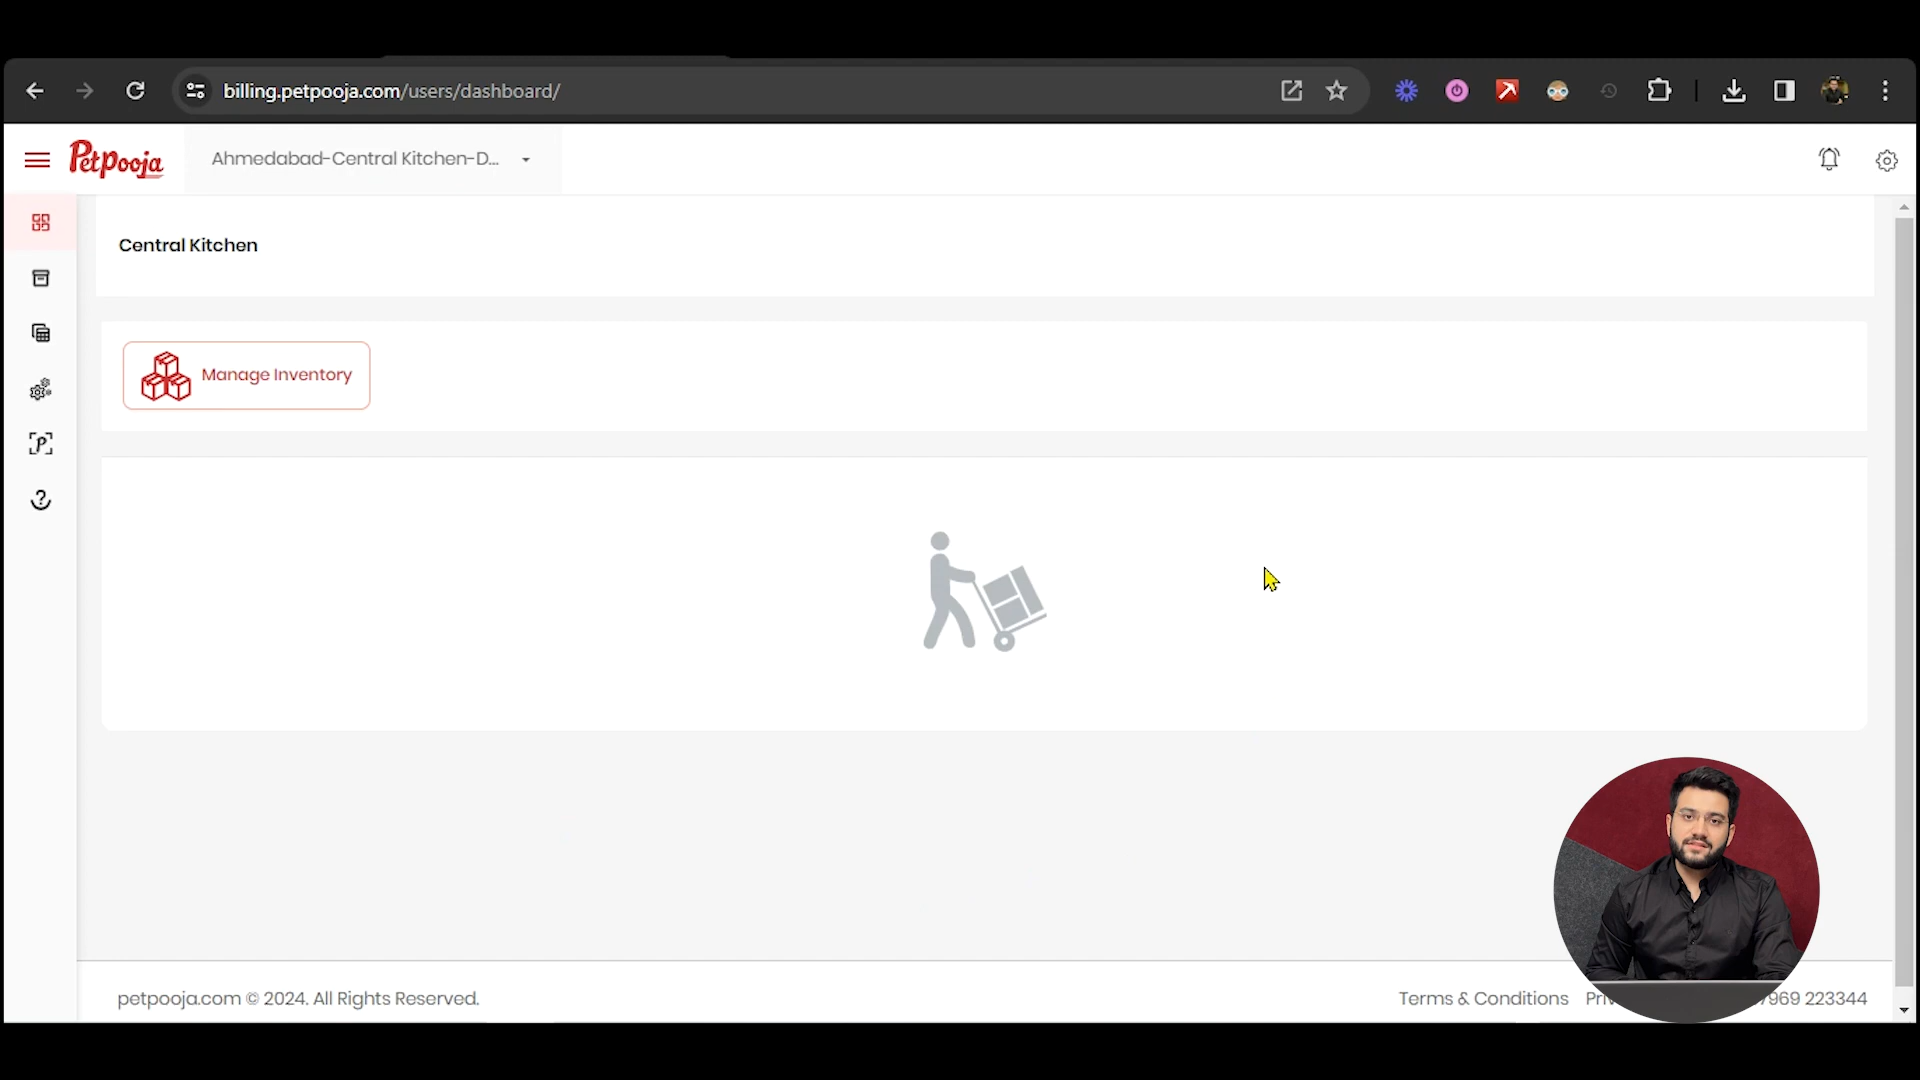 billing.petpooja.com/users/dashboard/
Petpooja
Ahmedabad-Central Kitchen-D...
Central Kitchen
Manage Inventory
petpooja.com © 2024. All Rights Reserved.
Terms & Conditions
7969 223344